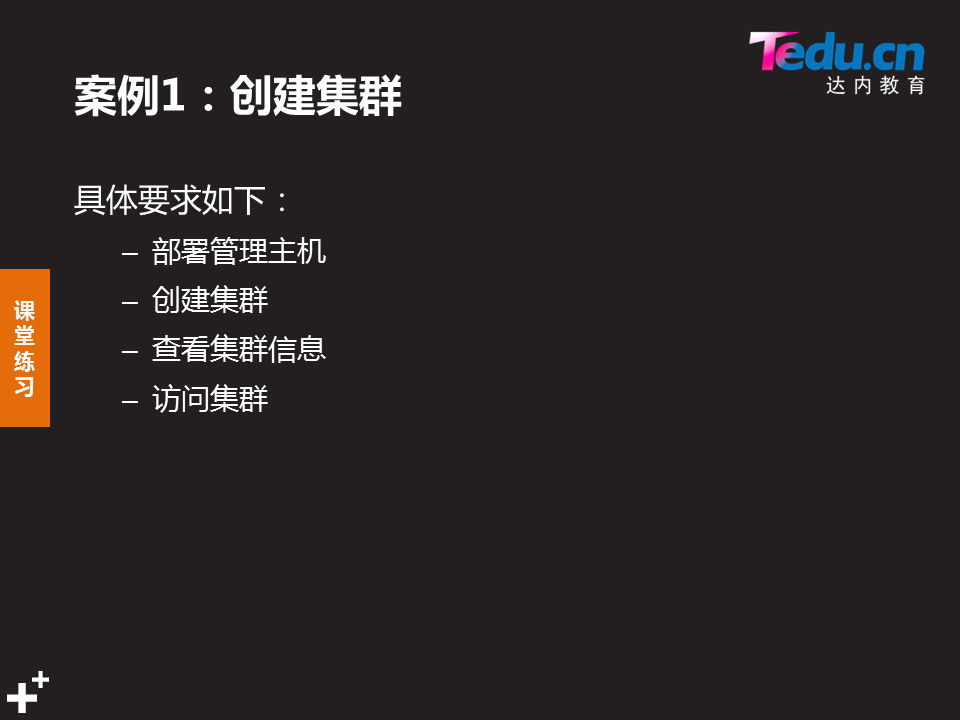 Tedu.cn
达内教育
案例1：创建集群
具体要求如下：
– 部署管理主机
– 创建集群
– 查看集群信息
– 访问集群
课
堂
练
习